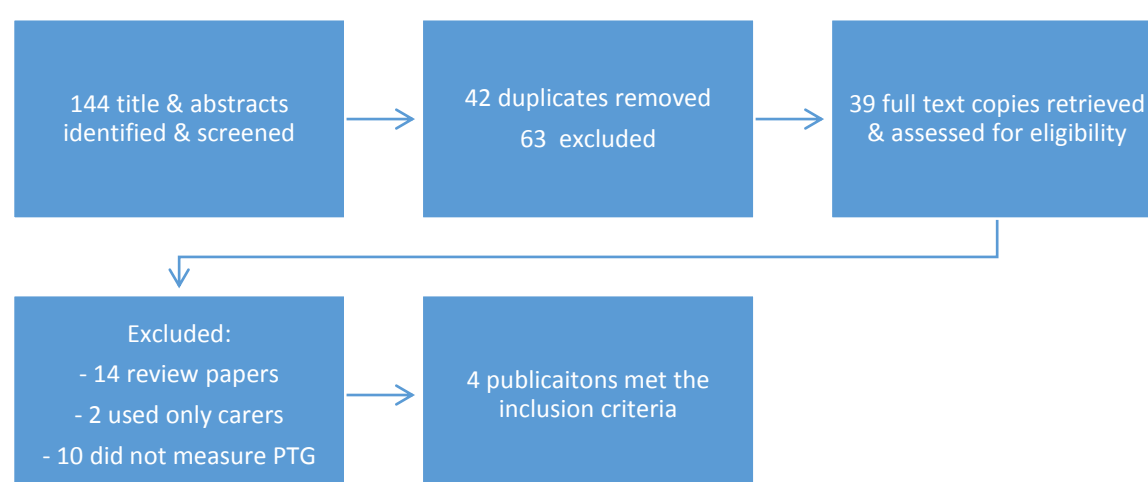 144 title & abstracts
identified & screened
42 duplicates removed
63 excluded
39 full text copies retrieved
& assessed for eligibility
Excluded:
- 14 review papers
- 2 used only carers
- 10 did not measure PTG
4 publicaitons met the
inclusion criteria